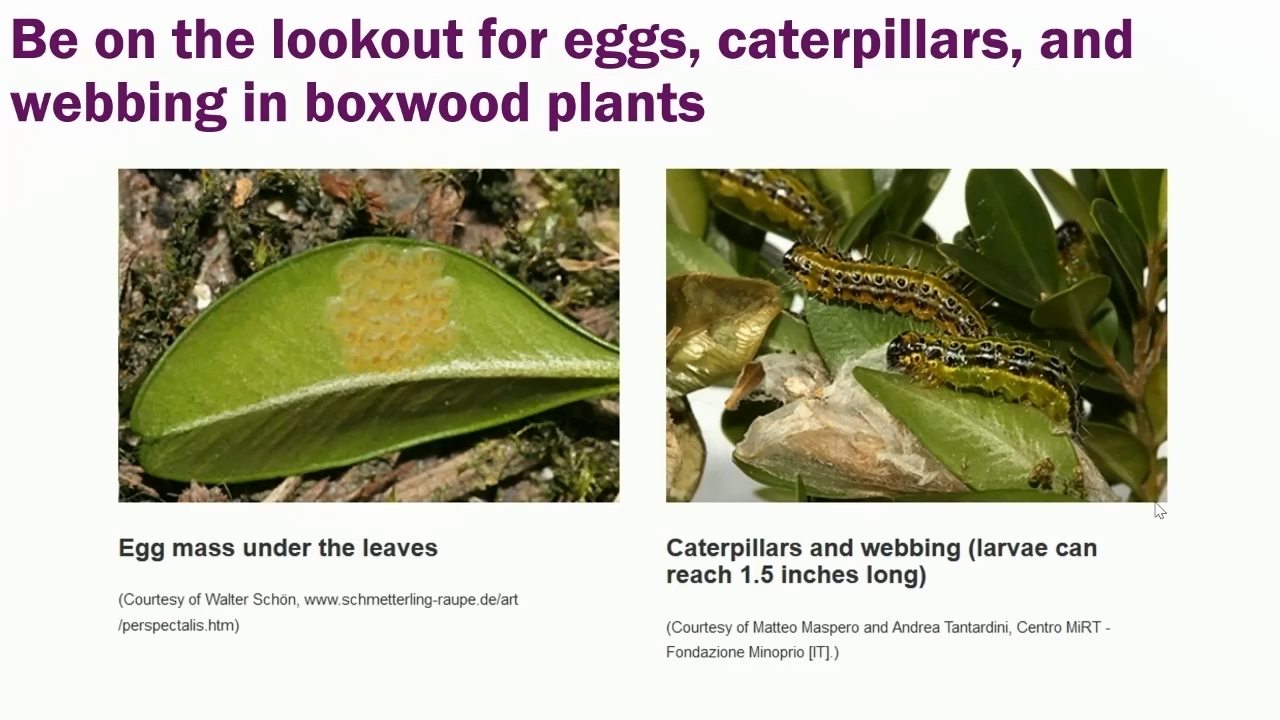 Be on the lookout for eggs, caterpillars, and
webbing in boxwood plants
Egg mass under the leaves
(Courtesy of Walter Schön, www.schmetterling-raupe.de/art
/perspectalis.htm)
Caterpillars and webbing (larvae can
reach 1.5 inches long)
(Courtesy of Matteo Maspero and Andrea Tantardini, Centro MiRT -
Fondazione Minoprio [IT].)